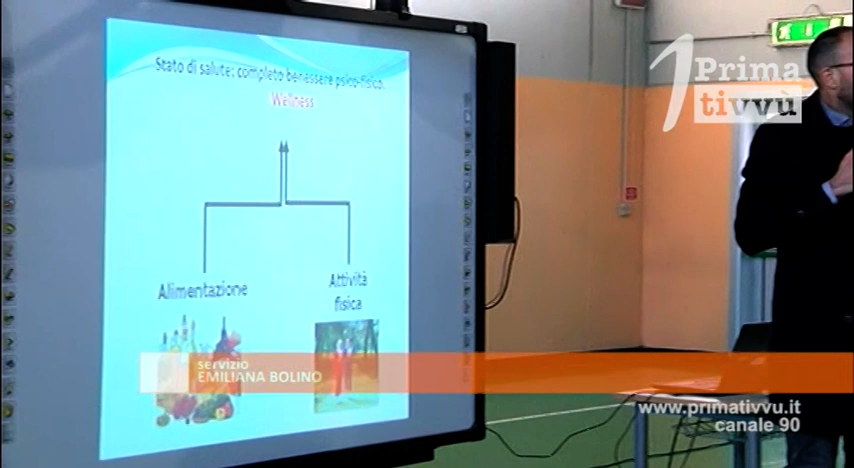 Stato di salute: completo benessere psico-fisico.
Wellness
Alimentazione
Attività
fisica
1 Prima
tivvù
servizio
EMILIANA BOLINO
www.primativvu.it
canale 90